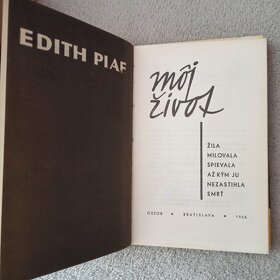 EDITH PIAF
môj
život
ŽILA
MILOVALA
SPIEVALA
AŽ KÝM JU
NEZASTIHLA
SMRŤ
OBZOR • BRATISLAVA • 1966